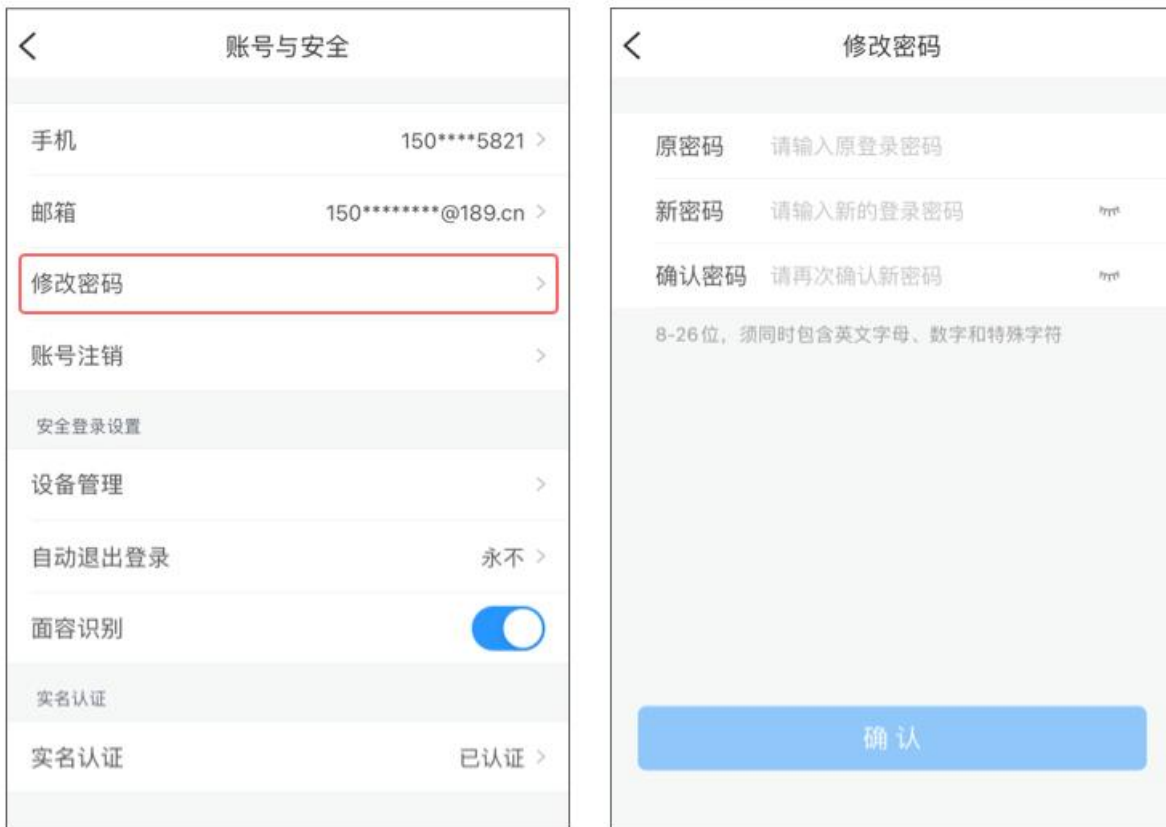 账号与安全
手机 150****5821
邮箱 150********@189.cn
修改密码
账号注销
安全登录设置
设备管理
自动退出登录 永不
面容识别
实名认证
实名认证 已认证
修改密码
原密码 请输入原登录密码
新密码 请输入新的登录密码
确认密码 请再次确认新密码
8-26位，须同时包含英文字母、数字和特殊字符
确 认